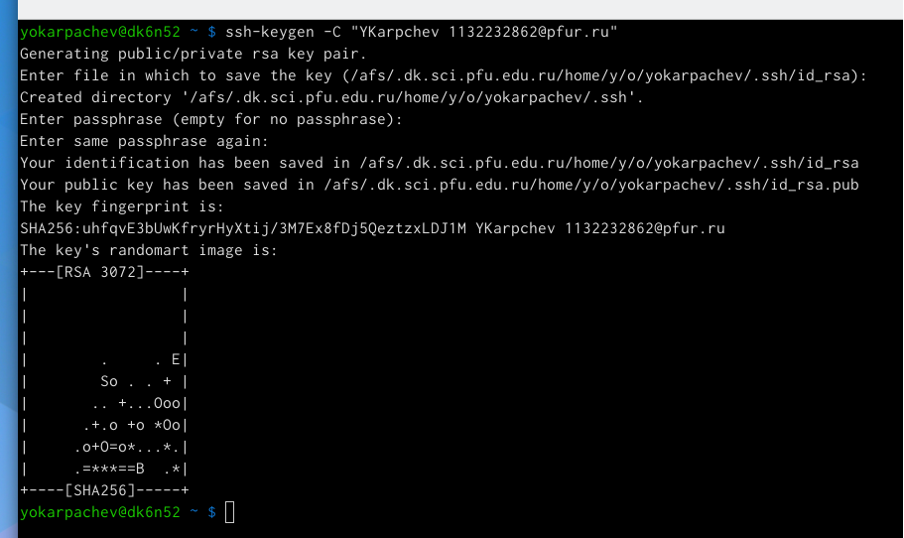 yokarpachev@dk6n52 ~ $ ssh-keygen -C "YKarpchev 1132232862@pfur.ru"
Generating public/private rsa key pair.
Enter file in which to save the key (/afs/.dk.sci.pfu.edu.ru/home/y/o/yokarpachev/.ssh/id_rsa):
Created directory '/afs/.dk.sci.pfu.edu.ru/home/y/o/yokarpachev/.ssh'.
Enter passphrase (empty for no passphrase):
Enter same passphrase again:
Your identification has been saved in /afs/.dk.sci.pfu.edu.ru/home/y/o/yokarpachev/.ssh/id_rsa
Your public key has been saved in /afs/.dk.sci.pfu.edu.ru/home/y/o/yokarpachev/.ssh/id_rsa.pub
The key fingerprint is:
SHA256:uhfqvE3bUwKfryrHyXtij/3M7Ex8fDj5QeztzxLDJ1M YKarpchev 1132232862@pfur.ru
The key's randomart image is:
+---[RSA 3072]----+
|                 |
|                 |
|                 |
|        .     . E|
|        So . . + |
|       .. +...Ooo|
|      .+.o +o *Oo|
|     .o+O=o*...*.|
|     .=***==B  .*|
+----[SHA256]-----+
yokarpachev@dk6n52 ~ $